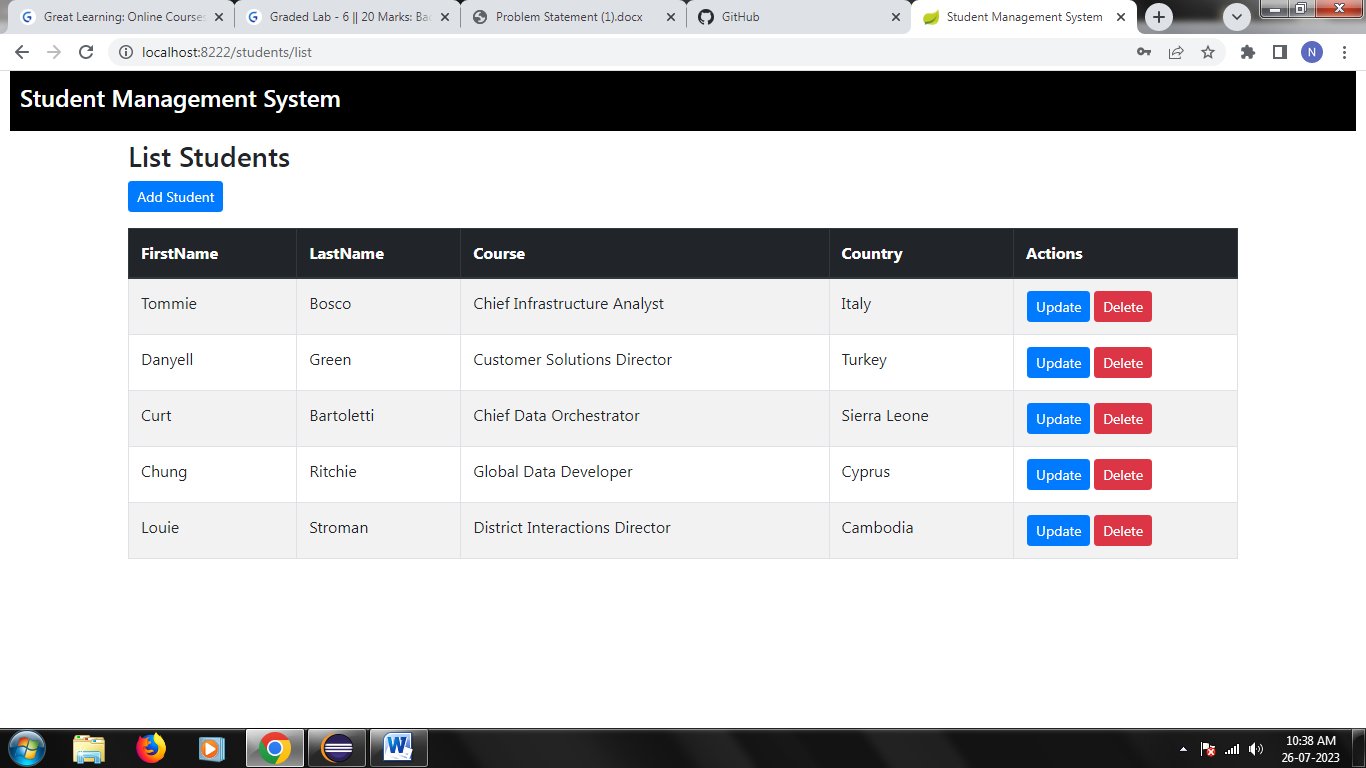 Great Learning: Online Courses
Graded Lab - 6 || 20 Marks: Bac
Problem Statement (1).docx
GitHub
Student Management System
localhost:8222/students/list
N
Student Management System
List Students
Add Student
FirstName LastName Course Country Actions
Tommie Bosco Chief Infrastructure Analyst Italy Update Delete
Danyell Green Customer Solutions Director Turkey Update Delete
Curt Bartoletti Chief Data Orchestrator Sierra Leone Update Delete
Chung Ritchie Global Data Developer Cyprus Update Delete
Louie Stroman District Interactions Director Cambodia Update Delete
10:38 AM
26-07-2023